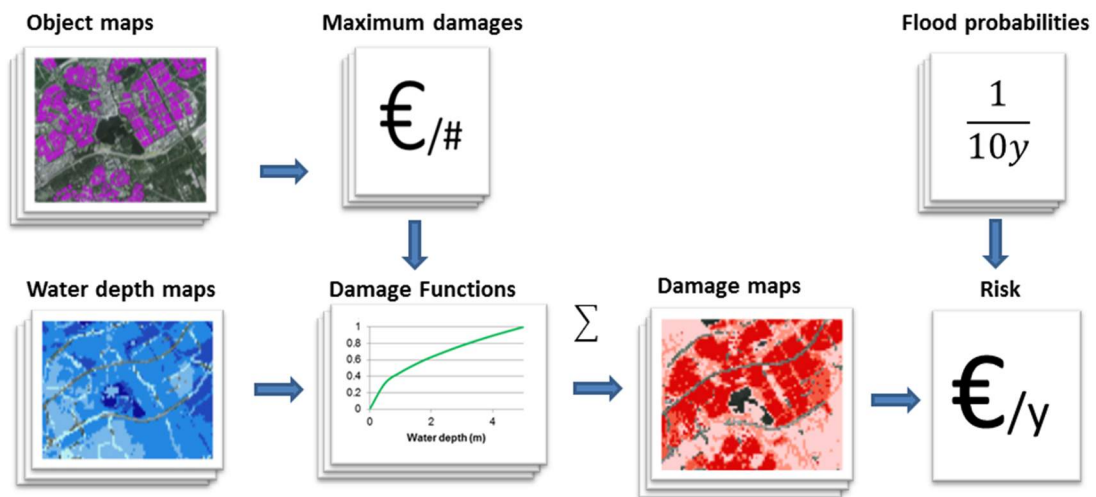 Object maps
Maximum damages
Flood probabilities
€/#
1
10y
Water depth maps
Damage Functions
Damage maps
Risk
1
0.8
0.6
0.4
0.2
0
0 2 4
Water depth (m)
∑
€/y